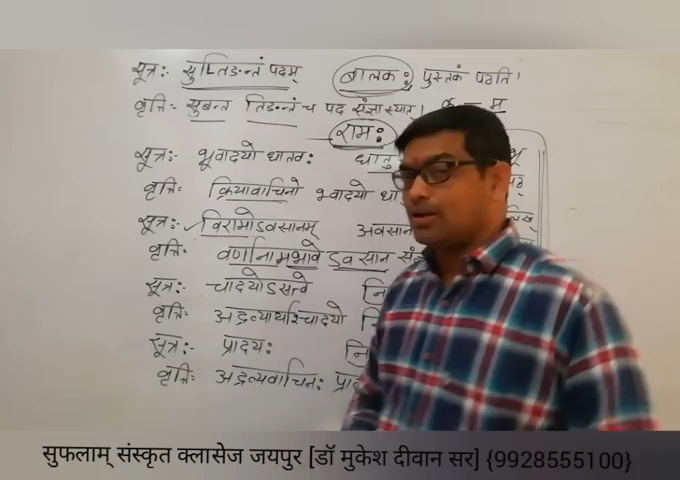 सूत्र:- सुप्तिङन्तं पदम् बालकः पुस्तकं पठति।
वृत्ति:- सुबन्तं तिङन्तं च पद संज्ञं स्यात्।
रामः
सूत्र:- भूवादयो धातवः धातु
वृत्ति:- क्रियावाचिनो भ्वादयो धा
सूत्र:- विरामोऽवसानम् अवसान
वृत्ति:- वर्णानामभावे ऽवसान
सूत्र:- चादयोऽसत्वे नि
वृत्ति:- अद्रव्यार्थाश्चादयो नि
सूत्र:- प्रादयः नि
वृत्ति:- अद्रव्यवाचिनः प्रा
सुफलाम् संस्कृत क्लासेज जयपुर [डॉ मुकेश दीवान सर] {9928555100}